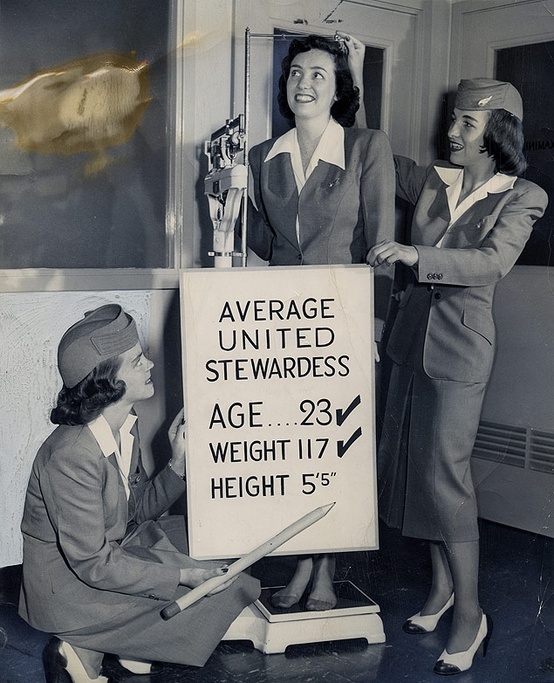 AVERAGE
UNITED
STEWARDESS
AGE....23✓
WEIGHT 117✓
HEIGHT 5'5"